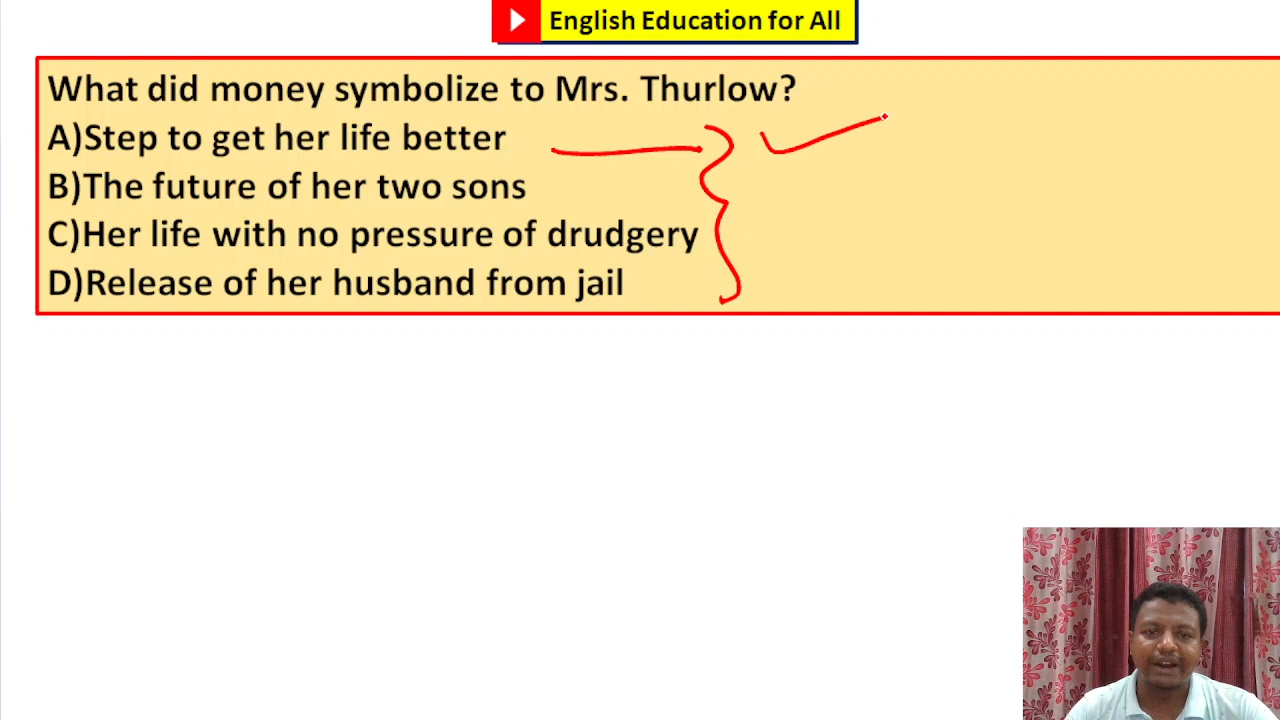 English Education for All
What did money symbolize to Mrs. Thurlow?
A)Step to get her life better
B)The future of her two sons
C)Her life with no pressure of drudgery
D)Release of her husband from jail